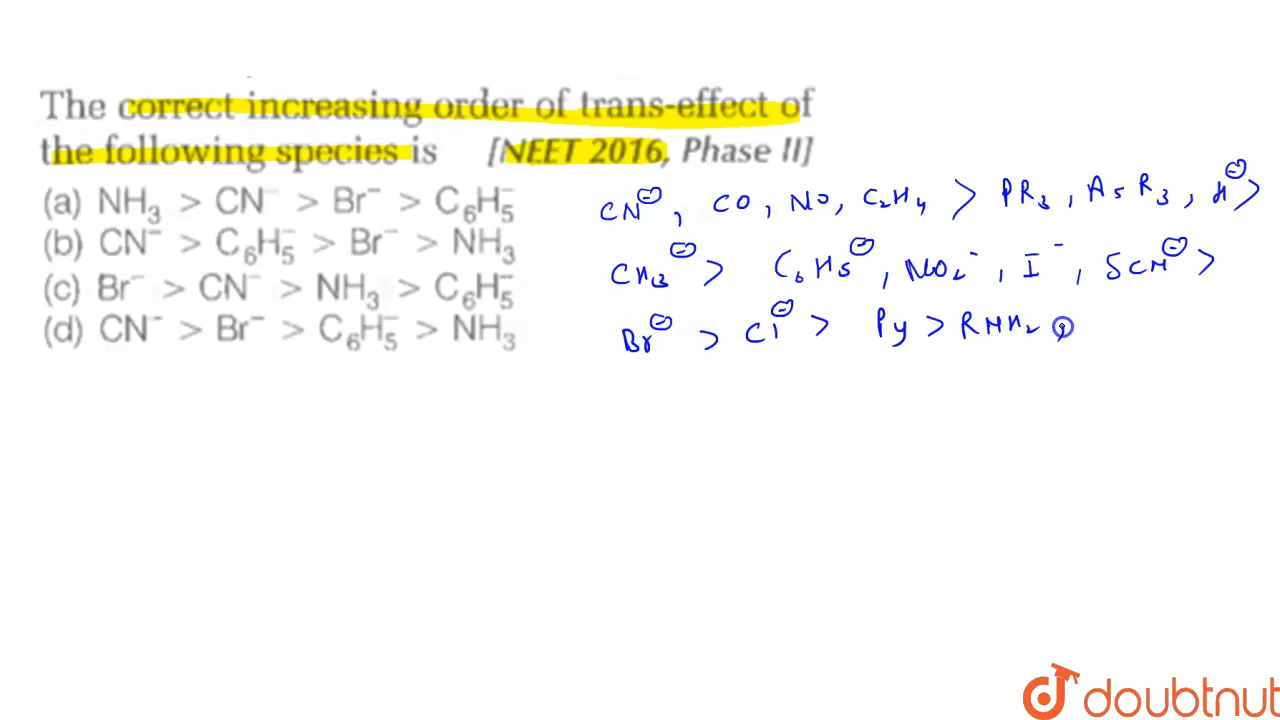 The correct increasing order of trans-effect of
the following species is [NEET 2016, Phase II]
(a) NH₃ > CN⁻ > Br⁻ > C₆H₅⁻
(b) CN⁻ > C₆H₅⁻ > Br⁻ > NH₃
(c) Br⁻ > CN⁻ > NH₃ > C₆H₅⁻
(d) CN⁻ > Br⁻ > C₆H₅⁻ > NH₃
CN⁻, CO, NO, C₂H₄ > PR₃, AsR₃, H⁻ >
CH₃⁻ > C₆H₅⁻, NO₂⁻, I⁻, SCN⁻ >
Br⁻ > Cl⁻ > Py > RNH₂
doubtnut